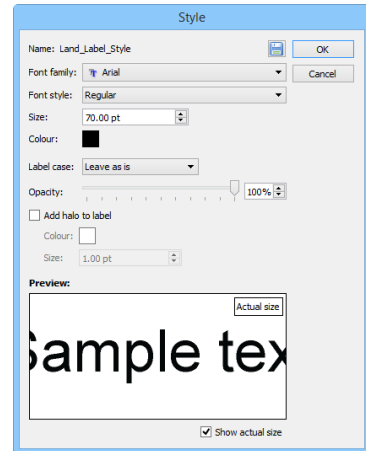 Style
Name: Land_Label_Style
OK
Font family: Arial
Cancel
Font style: Regular
Size: 70.00 pt
Colour:
Label case: Leave as is
Opacity: 100%
Add halo to label
Colour:
Size: 1.00 pt
Preview:
Actual size
Sample tex
Show actual size